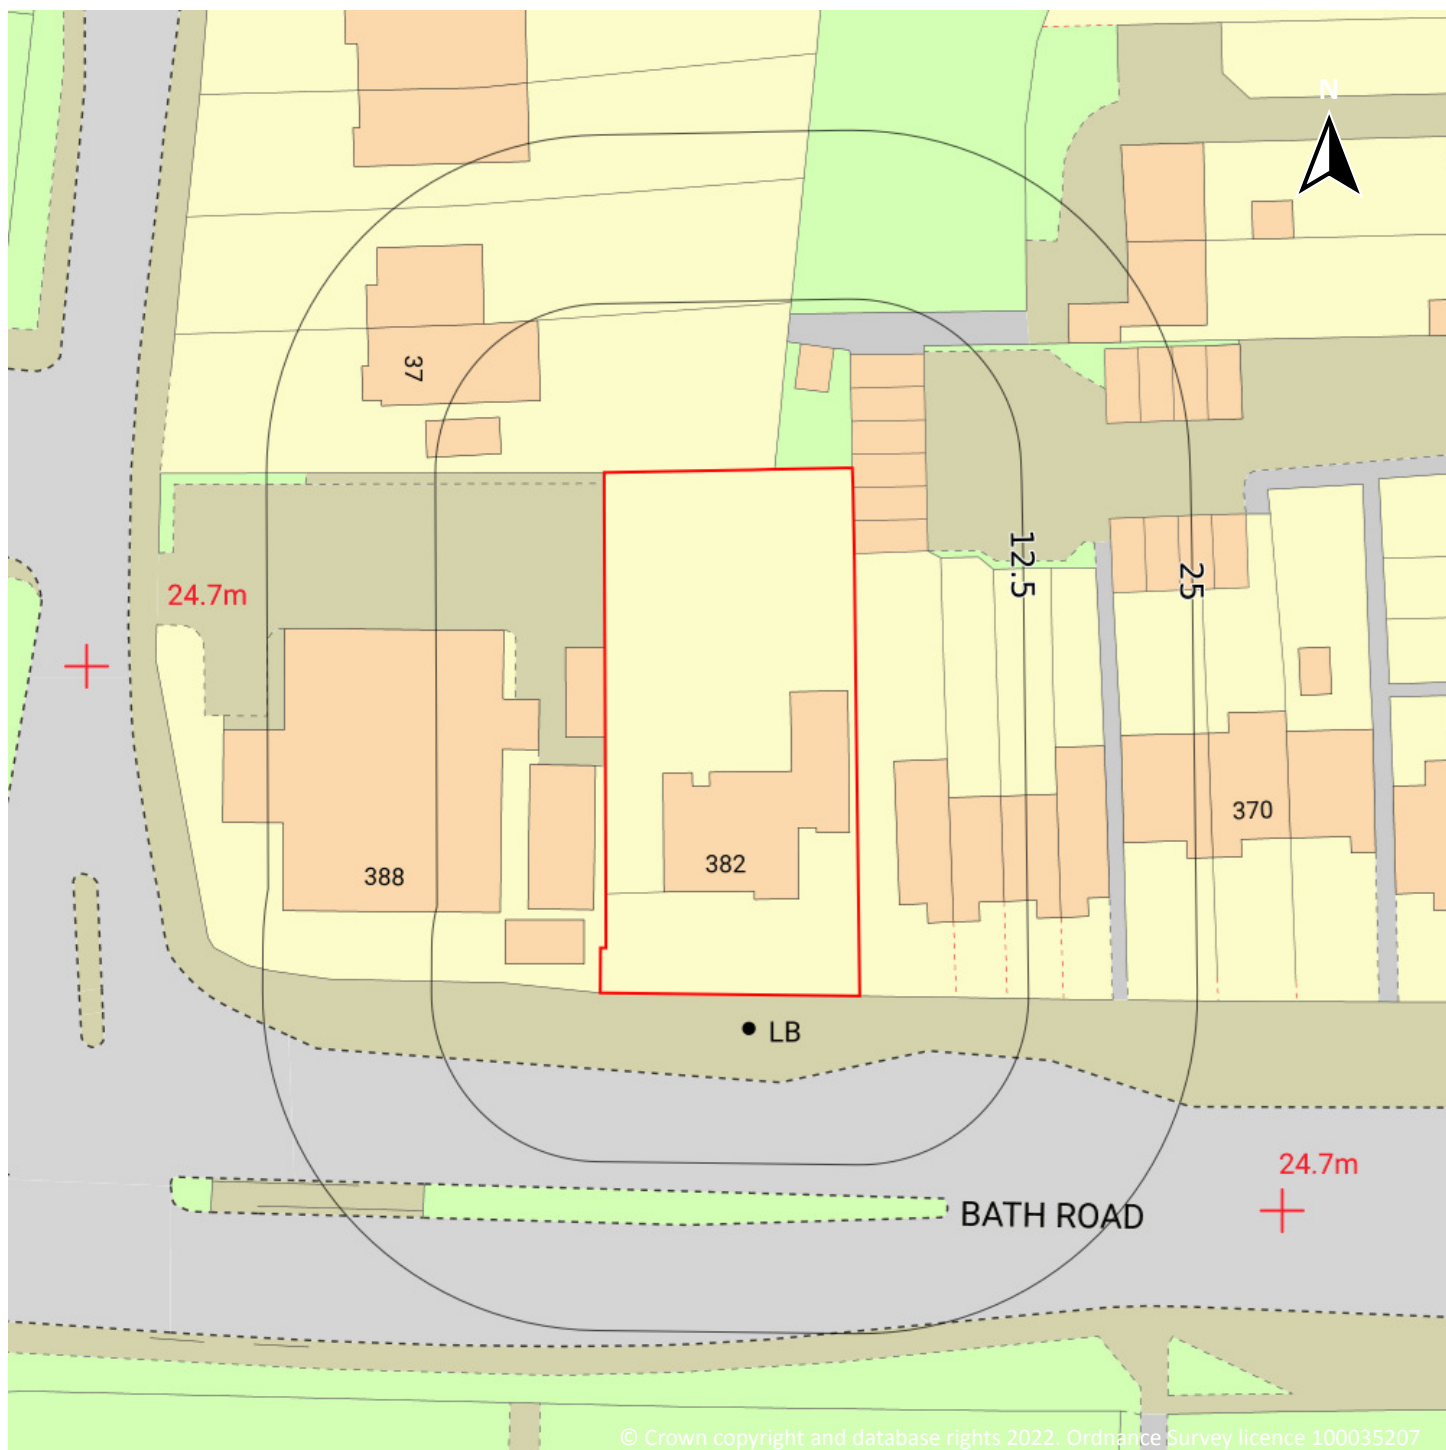 N
37
12.5
25
24.7m
370
382
388
LB
24.7m
BATH ROAD
© Crown copyright and database rights 2022. Ordnance Survey licence 100035207